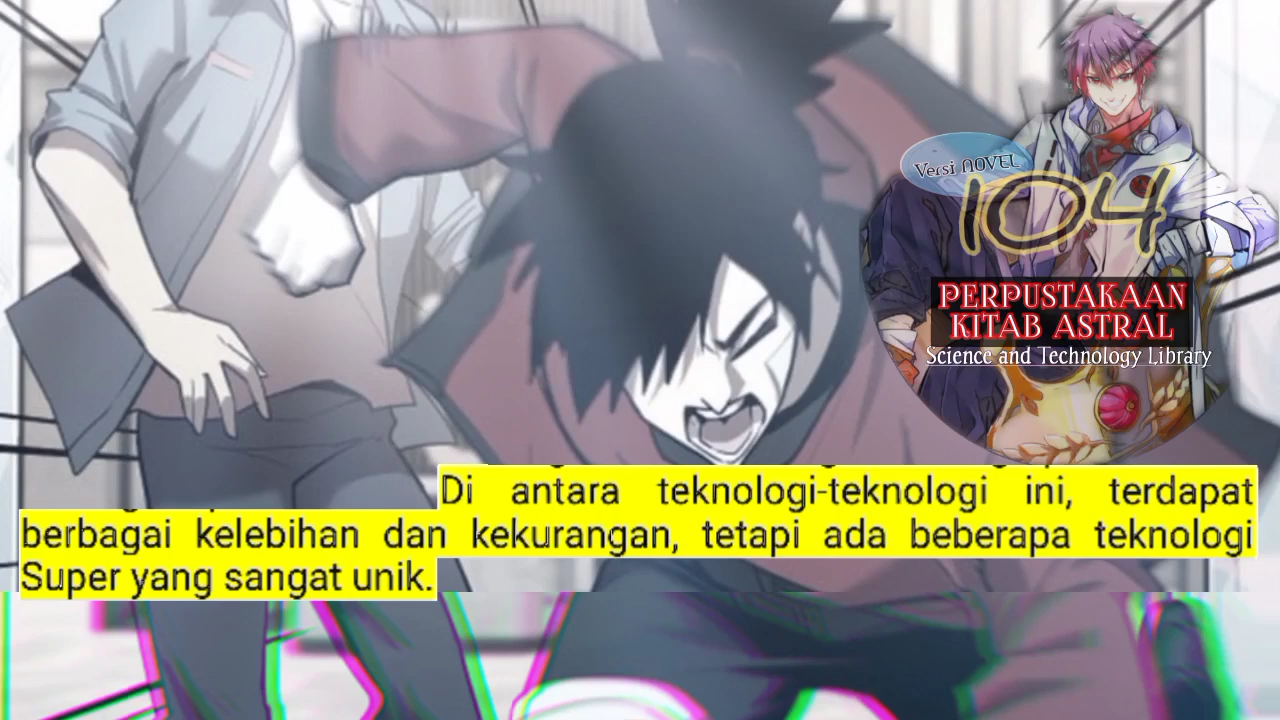 Versi NOVEL
104
PERPUSTAKAAN
KITAB ASTRAL
Science and Technology Library
Di antara teknologi-teknologi ini, terdapat
berbagai kelebihan dan kekurangan, tetapi ada beberapa teknologi
Super yang sangat unik.